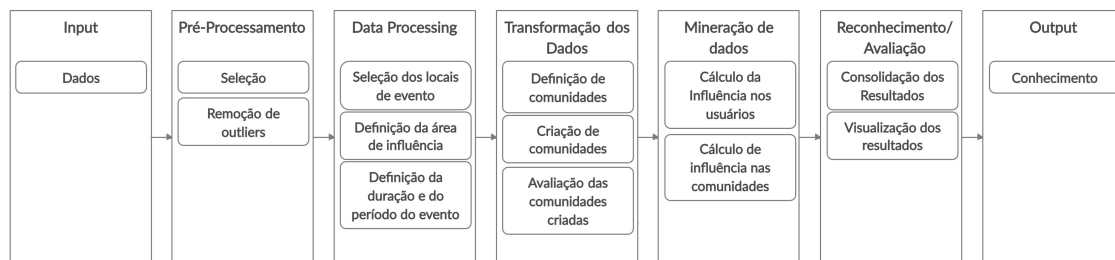 Input
Dados
Pré-Processamento
Seleção
Remoção de
outliers
Data Processing
Seleção dos locais
de evento
Definição da área
de influência
Definição da
duração e do
período do evento
Transformação dos
Dados
Definição de
comunidades
Criação de
comunidades
Avaliação das
comunidades
criadas
Mineração de
dados
Cálculo da
Influência nos
usuários
Cálculo de
influência nas
comunidades
Reconhecimento/
Avaliação
Consolidação dos
Resultados
Visualização dos
resultados
Output
Conhecimento